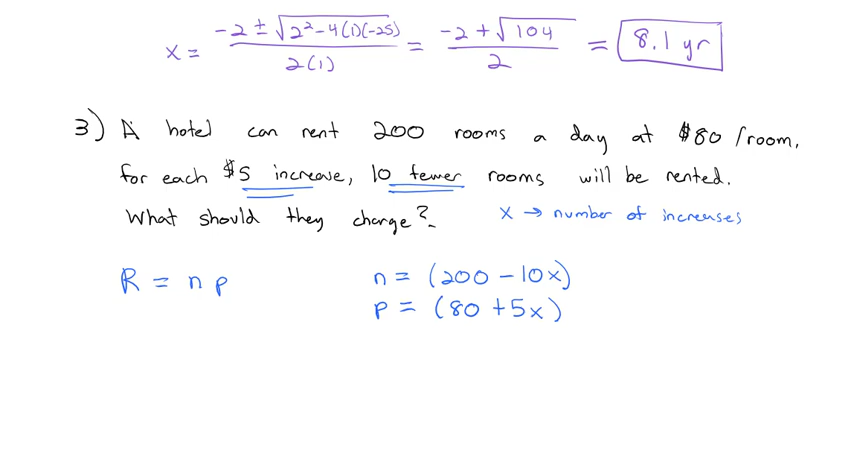 x = (-2 ± √(2² - 4(1)(-25)))/(2(1)) = (-2 + √104)/2 = 8.1 yr
3) A hotel can rent 200 rooms a day at $80/room,
for each $5 increase, 10 fewer rooms will be rented.
What should they charge?
x → number of increases
R = n p
n = (200 - 10x)
p = (80 + 5x)